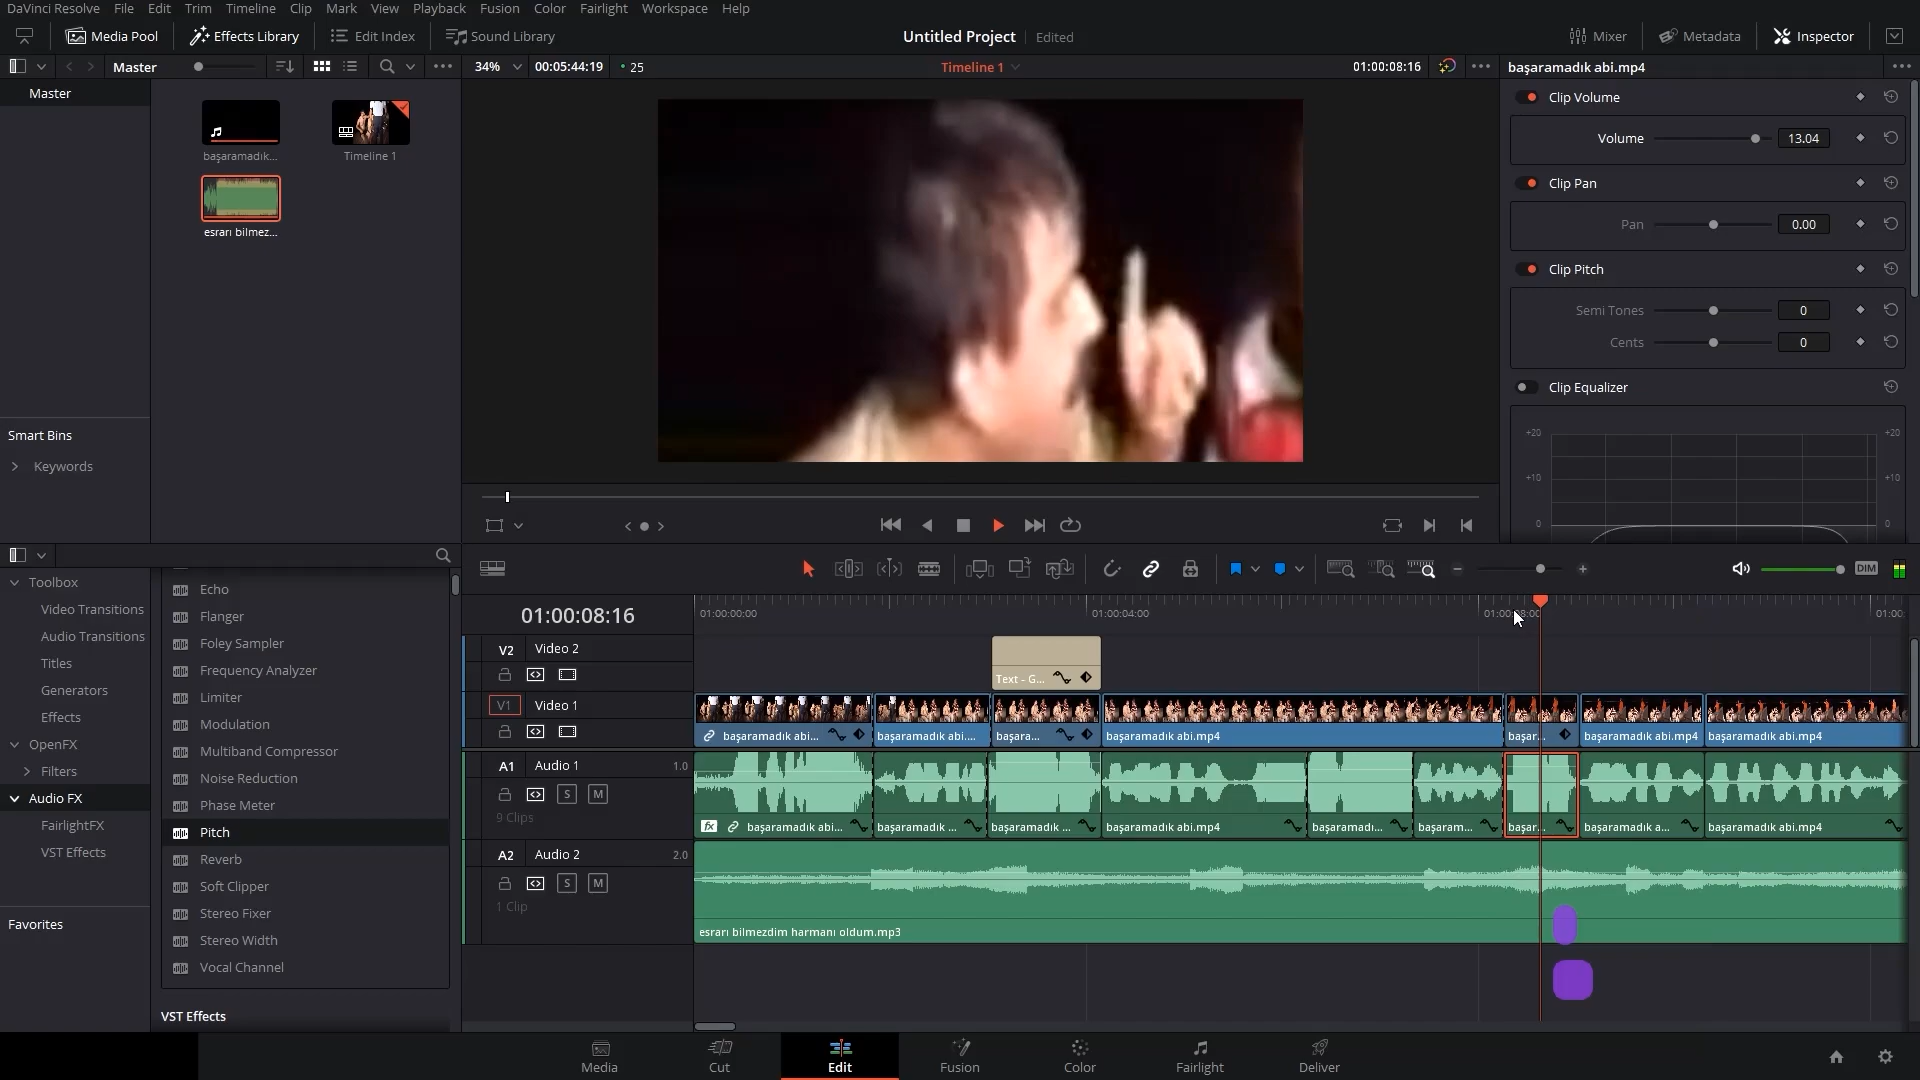 DaVinci Resolve File Edit Trim Timeline Clip Mark View Playback Fusion Color Fairlight Workspace Help
Media Pool Effects Library Edit Index Sound Library Untitled Project Edited Mixer Metadata Inspector
Master 34% 00:05:44:19 25 Timeline 1 01:00:08:16 başaramadık abi.mp4
Master
başaramadık...
Timeline 1
esrarı bilmez...
Smart Bins
Keywords
Clip Volume
Volume 13.04
Clip Pan
Pan 0.00
Clip Pitch
Semi Tones 0
Cents 0
Clip Equalizer
+20 +20
+10 +10
0 0
Toolbox
Video Transitions
Audio Transitions
Titles
Generators
Effects
OpenFX
Filters
Audio FX
FairlightFX
VST Effects
Favorites
Echo
Flanger
Foley Sampler
Frequency Analyzer
Limiter
Modulation
Multiband Compressor
Noise Reduction
Phase Meter
Pitch
Reverb
Soft Clipper
Stereo Fixer
Stereo Width
Vocal Channel
VST Effects
DIM
01:00:08:16 01:00:00:00 01:00:04:00 01:00:08:00 01:00:
V2 Video 2
Text - G...
V1 Video 1
başaramadık abi... başaramadık abi.... başara... başaramadık abi.mp4 başar... başaramadık abi.mp4 başaramadık abi.mp4
A1 Audio 1 1.0
S M
9 Clips
fx başaramadık abi... başaramadık ... başaramadık ... başaramadık abi.mp4 başaramadı... başaram... başar... başaramadık a... başaramadık abi.mp4
A2 Audio 2 2.0
S M
1 Clip
esrarı bilmezdim harmanı oldum.mp3
Media Cut Edit Fusion Color Fairlight Deliver